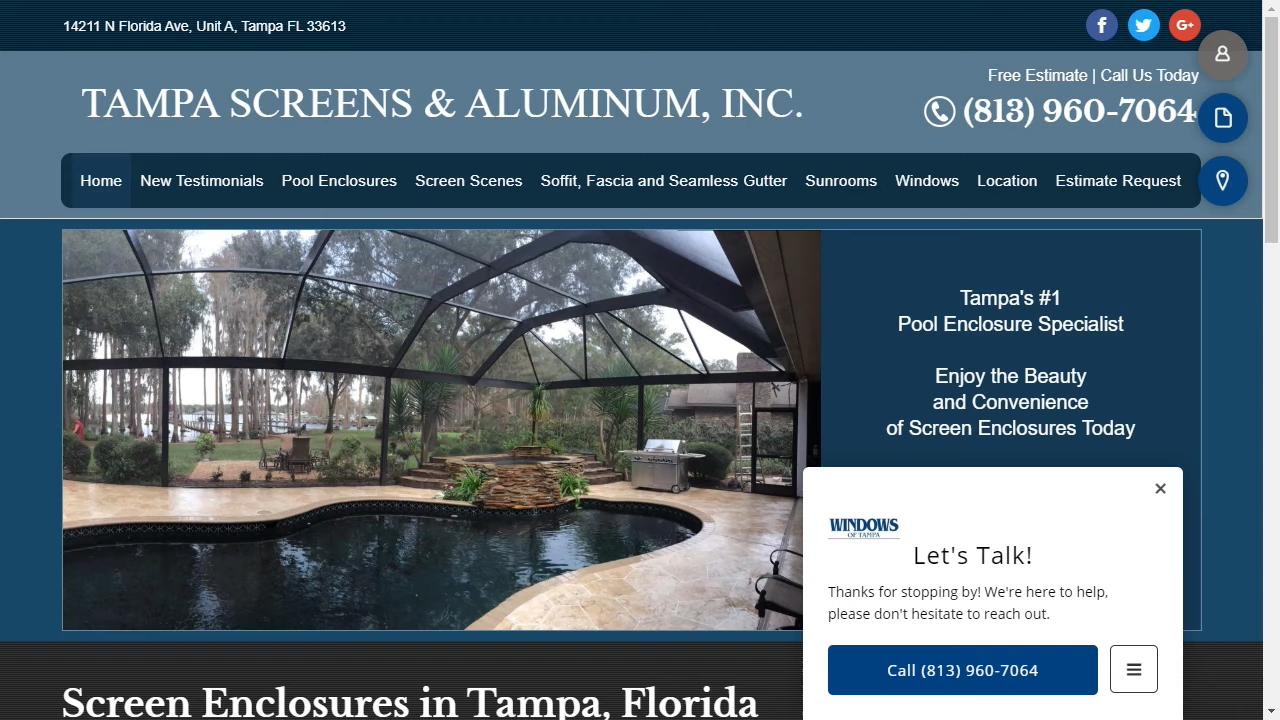 14211 N Florida Ave, Unit A, Tampa FL 33613
Free Estimate | Call Us Today
TAMPA SCREENS & ALUMINUM, INC.
(813) 960-7064
Home New Testimonials Pool Enclosures Screen Scenes Soffit, Fascia and Seamless Gutter Sunrooms Windows Location Estimate Request
Tampa's #1
Pool Enclosure Specialist
Enjoy the Beauty
and Convenience
of Screen Enclosures Today
WINDOWS
OF TAMPA
Let's Talk!
Thanks for stopping by! We're here to help,
please don't hesitate to reach out.
Call (813) 960-7064
Screen Enclosures in Tampa, Florida